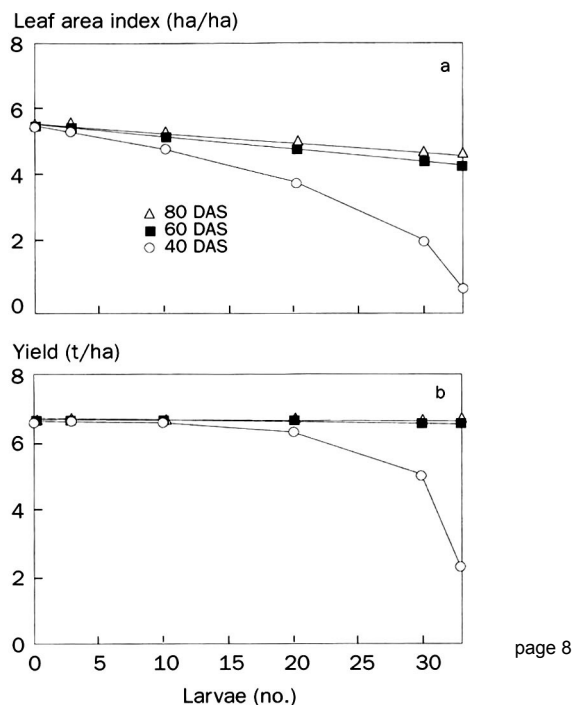 Leaf area index (ha/ha)
8
a
6
4
80 DAS
60 DAS
40 DAS
2
0
Yield (t/ha)
8
b
6
4
2
0
0 5 10 15 20 25 30
page 8
Larvae (no.)